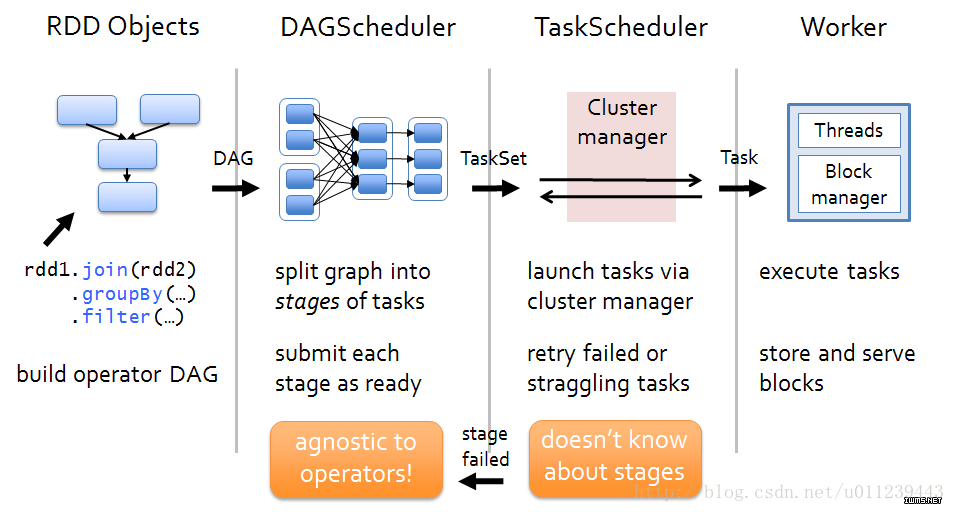 RDD Objects
DAGScheduler
TaskScheduler
Worker
DAG
TaskSet
Cluster
manager
Task
Threads
Block
manager
rdd1.join(rdd2)
.groupBy(…)
.filter(…)
build operator DAG
split graph into
stages of tasks
submit each
stage as ready
agnostic to
operators!
launch tasks via
cluster manager
retry failed or
straggling tasks
stage
failed
doesn't know
about stages
execute tasks
store and serve
blocks
http://blog.csdn.net/u011239443
IWMS.NET